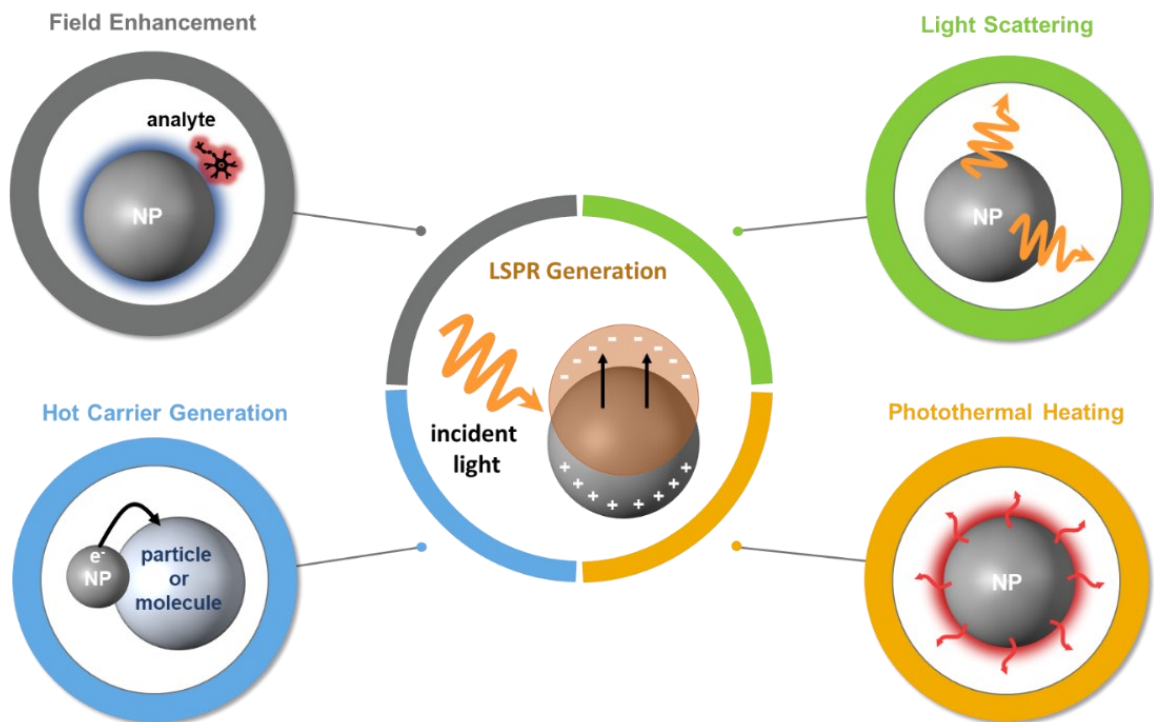 Field Enhancement
Light Scattering
analyte
NP
NP
LSPR Generation
- - - - - - - -
incident
light
+ + + + + + + + + +
Hot Carrier Generation
Photothermal Heating
e-
NP
particle
or
molecule
NP